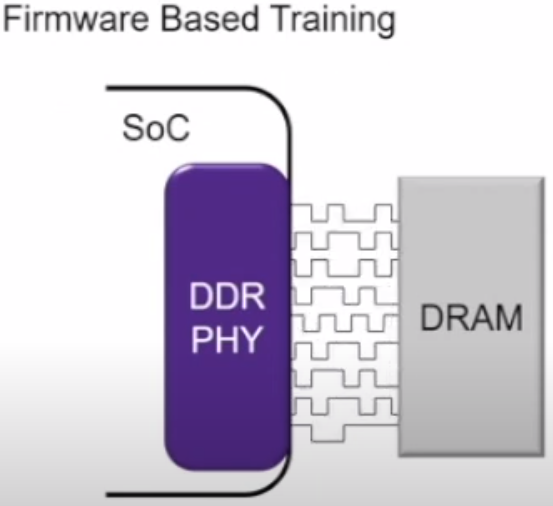 Firmware Based Training
SoC
DDR
PHY
DRAM